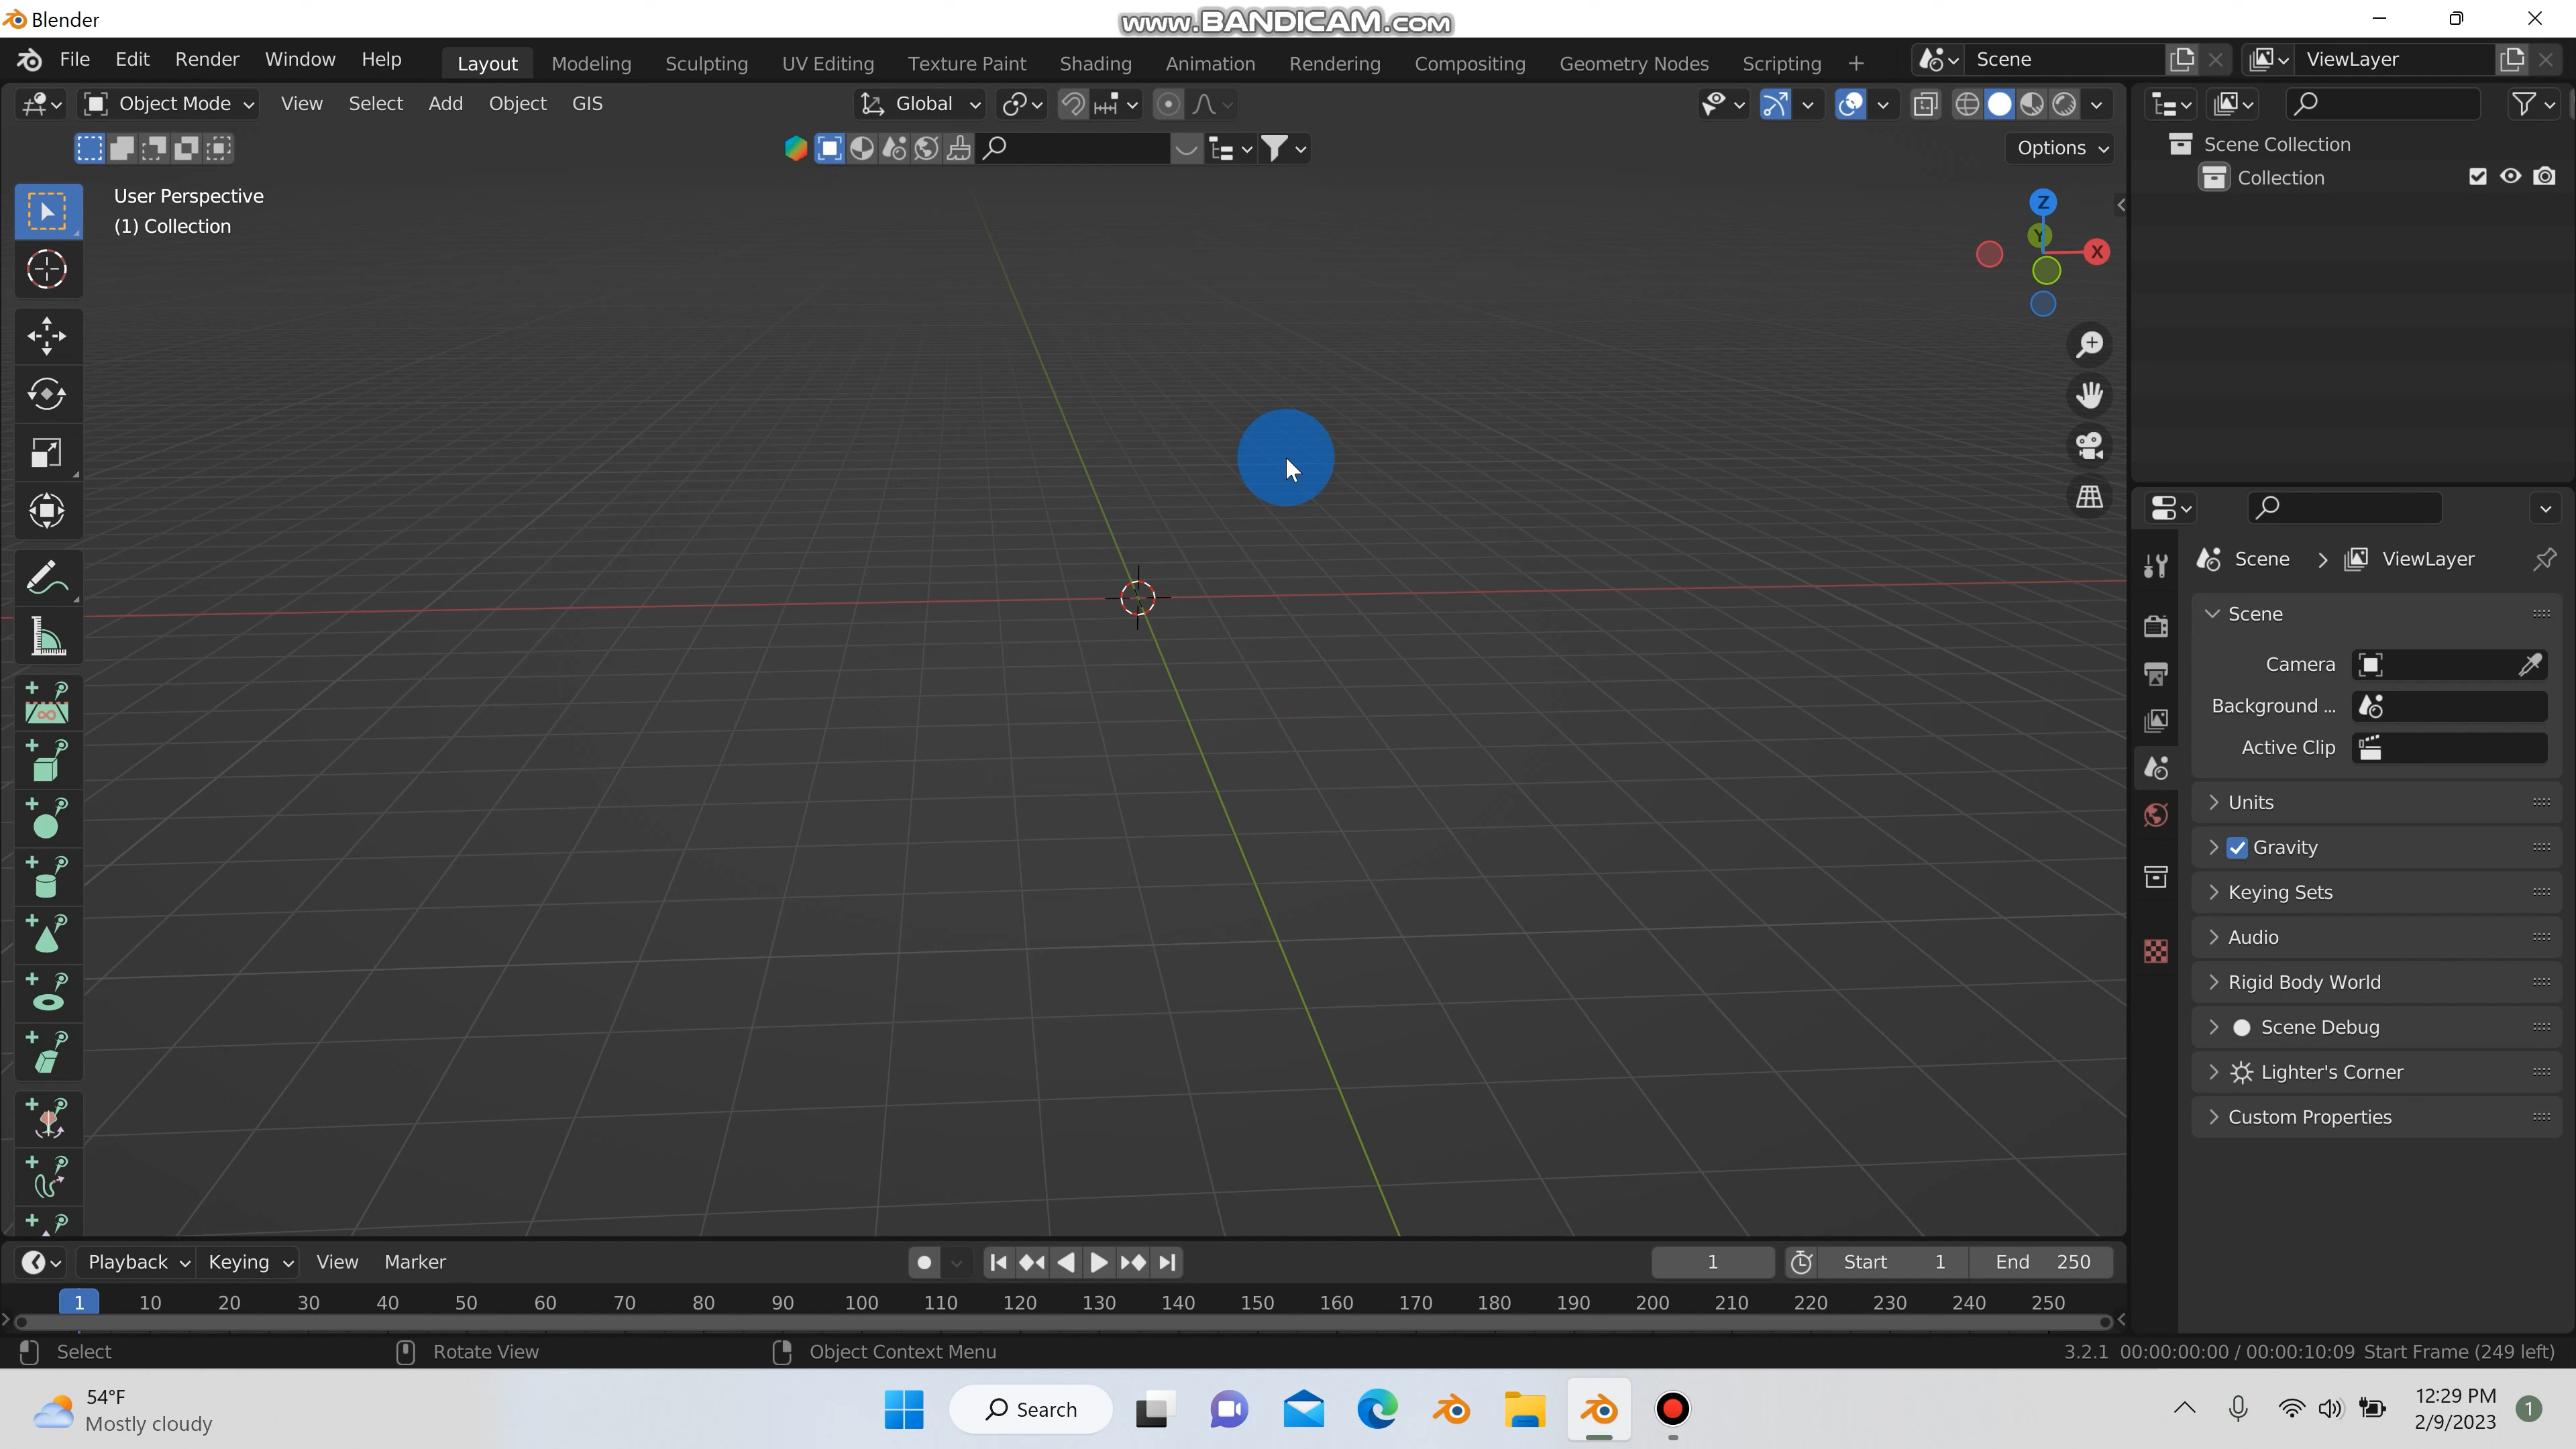 Blender
www.BANDICAM.com
File Edit Render Window Help Layout Modeling Sculpting UV Editing Texture Paint Shading Animation Rendering Compositing Geometry Nodes Scripting + Scene ViewLayer
Object Mode View Select Add Object GIS Global
Options
User Perspective
(1) Collection
Z
Y
X
Scene Collection
Collection
Scene > ViewLayer
Scene
Camera
Background ...
Active Clip
Units
Gravity
Keying Sets
Audio
Rigid Body World
Scene Debug
Lighter's Corner
Custom Properties
Playback Keying View Marker 1 Start 1 End 250
1 10 20 30 40 50 60 70 80 90 100 110 120 130 140 150 160 170 180 190 200 210 220 230 240 250
Select Rotate View Object Context Menu 3.2.1 00:00:00:00 / 00:00:10:09 Start Frame (249 left)
54°F
Mostly cloudy
Search
12:29 PM
2/9/2023
1